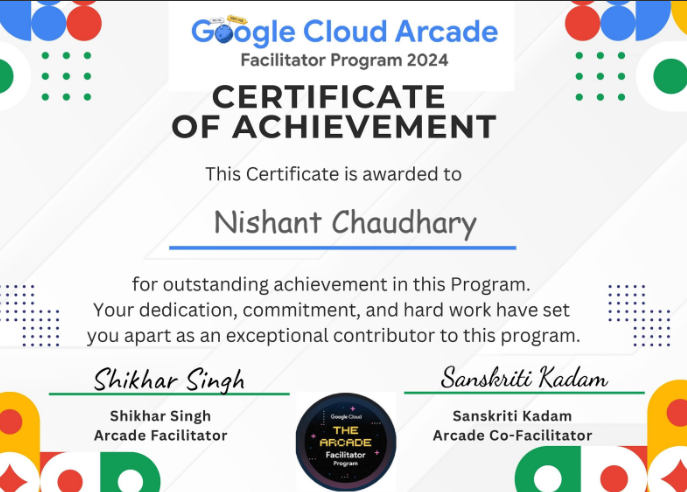 Google Cloud Arcade
Facilitator Program 2024
CERTIFICATE
OF ACHIEVEMENT
This Certificate is awarded to
Nishant Chaudhary
for outstanding achievement in this Program.
Your dedication, commitment, and hard work have set
you apart as an exceptional contributor to this program.
Shikhar Singh
Shikhar Singh
Arcade Facilitator
Google Cloud
THE
ARCADE
Facilitator
Program
Sanskriti Kadam
Sanskriti Kadam
Arcade Co-Facilitator